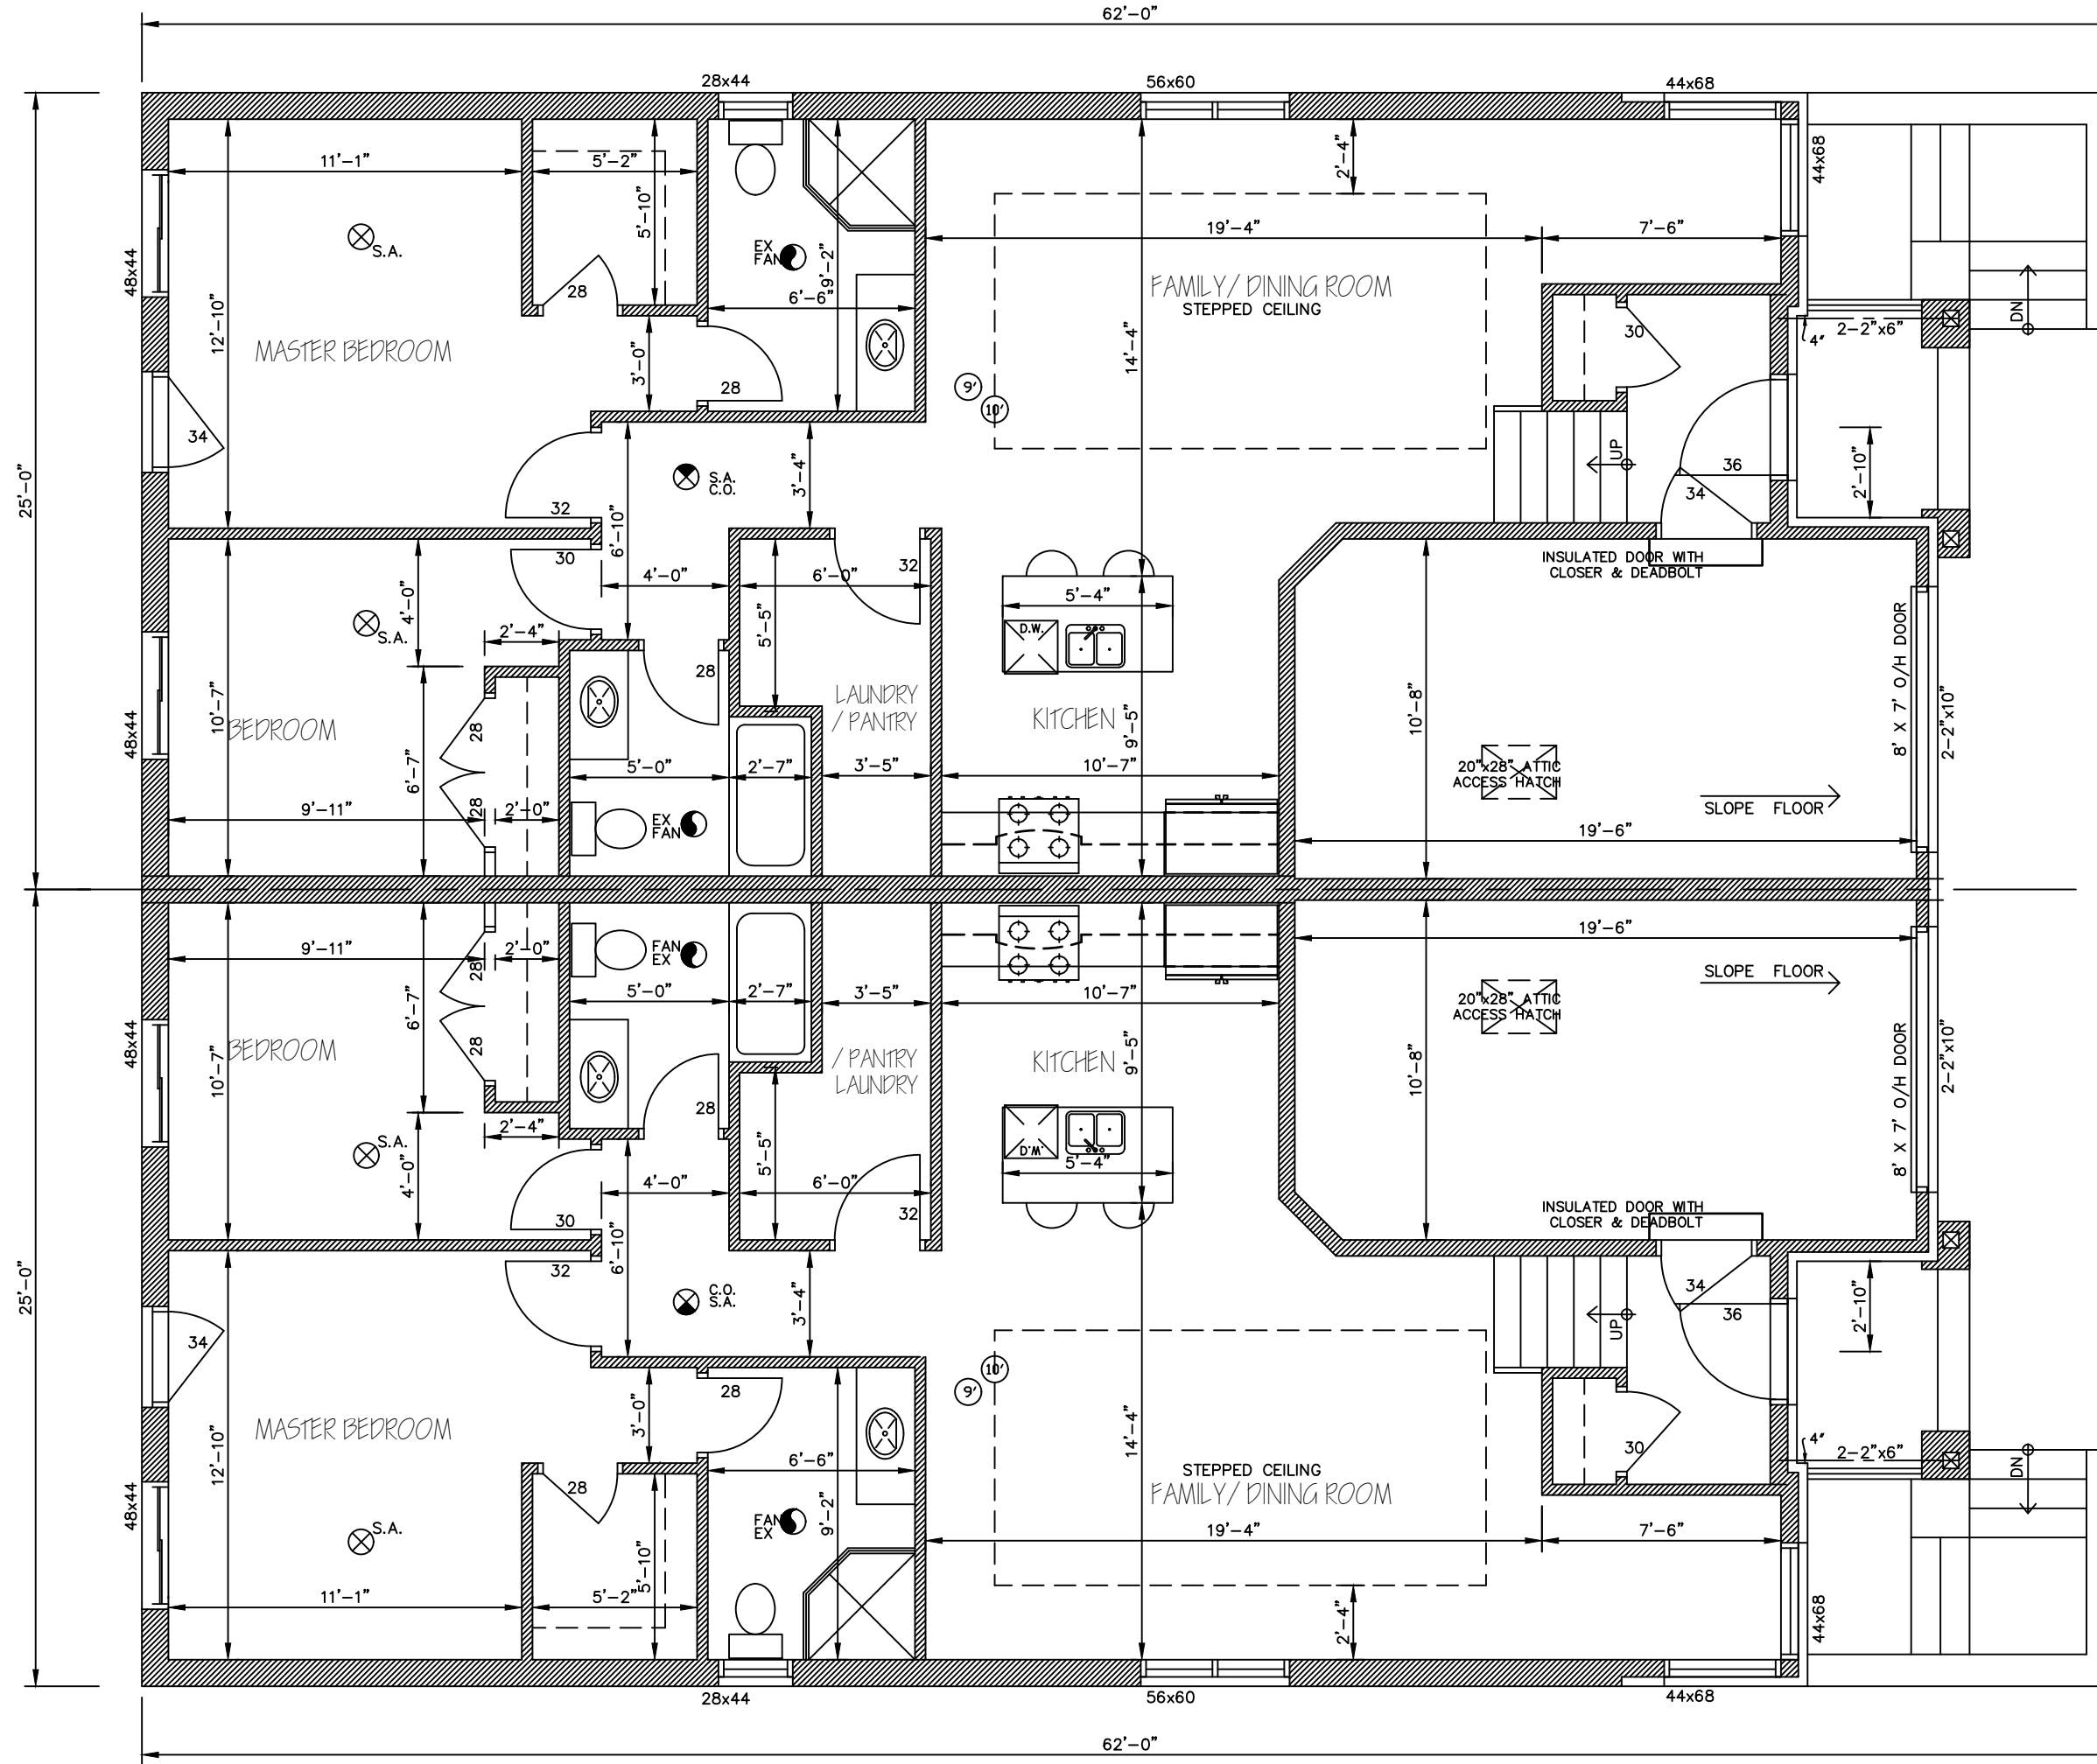 62'-0"
28x44
56x60
44x68
44x68
11'-1"
5'-2"
5'-10"
2'-4"
48x44
S.A.
EX
FAN
9'-2"
19'-4"
7'-6"
28
6'-6"
FAMILY/ DINING ROOM
STEPPED CEILING
DN
2-2"x6"
4"
30
12'-10"
MASTER BEDROOM
3'-0"
28
14'-4"
9'
10'
34
25'-0"
S.A.
C.O.
3'-4"
UP
36
2'-10"
34
32
6'-10"
30
4'-0"
6'-0"
32
INSULATED DOOR WITH
CLOSER & DEADBOLT
5'-4"
D.W.
S.A.
4'-0"
2'-4"
5'-5"
8' X 7' O/H DOOR
2-2"x10"
28
LAUNDRY
/ PANTRY
KITCHEN
9'-5"
10'-8"
48x44
10'-7"
BEDROOM
28
6'-7"
5'-0"
2'-7"
3'-5"
10'-7"
20"x28" ATTIC
ACCESS HATCH
9'-11"
28
2'-0"
EX
FAN
SLOPE FLOOR
19'-6"
9'-11"
28
2'-0"
FAN
EX
19'-6"
SLOPE FLOOR
6'-7"
5'-0"
2'-7"
3'-5"
10'-7"
20"x28" ATTIC
ACCESS HATCH
48x44
10'-7"
BEDROOM
28
/ PANTRY
LAUNDRY
KITCHEN
9'-5"
10'-8"
8' X 7' O/H DOOR
2-2"x10"
28
2'-4"
S.A.
4'-0"
5'-5"
D.W.
5'-4"
4'-0"
6'-0"
30
32
INSULATED DOOR WITH
CLOSER & DEADBOLT
6'-10"
32
25'-0"
C.O.
S.A.
3'-4"
34
36
2'-10"
UP
34
10'
9'
28
3'-0"
MASTER BEDROOM
12'-10"
14'-4"
30
4"
2-2"x6"
DN
6'-6"
STEPPED CEILING
FAMILY/ DINING ROOM
28
48x44
S.A.
FAN
EX
9'-2"
19'-4"
7'-6"
5'-10"
11'-1"
5'-2"
2'-4"
44x68
28x44
56x60
44x68
62'-0"